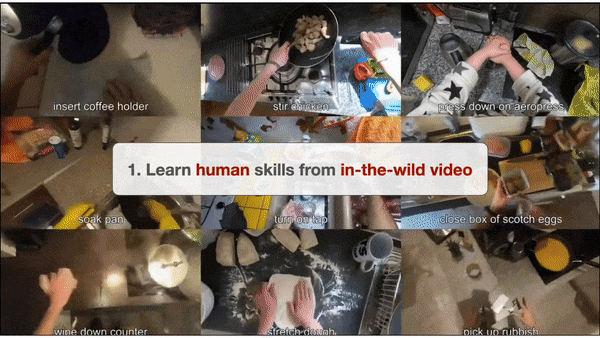 insert coffee holder
stir chicken
press down on aeropress
1. Learn human skills from in-the-wild video
soak pan
turn on tap
close box of scotch eggs
wipe down counter
stretch dough
pick up rubbish